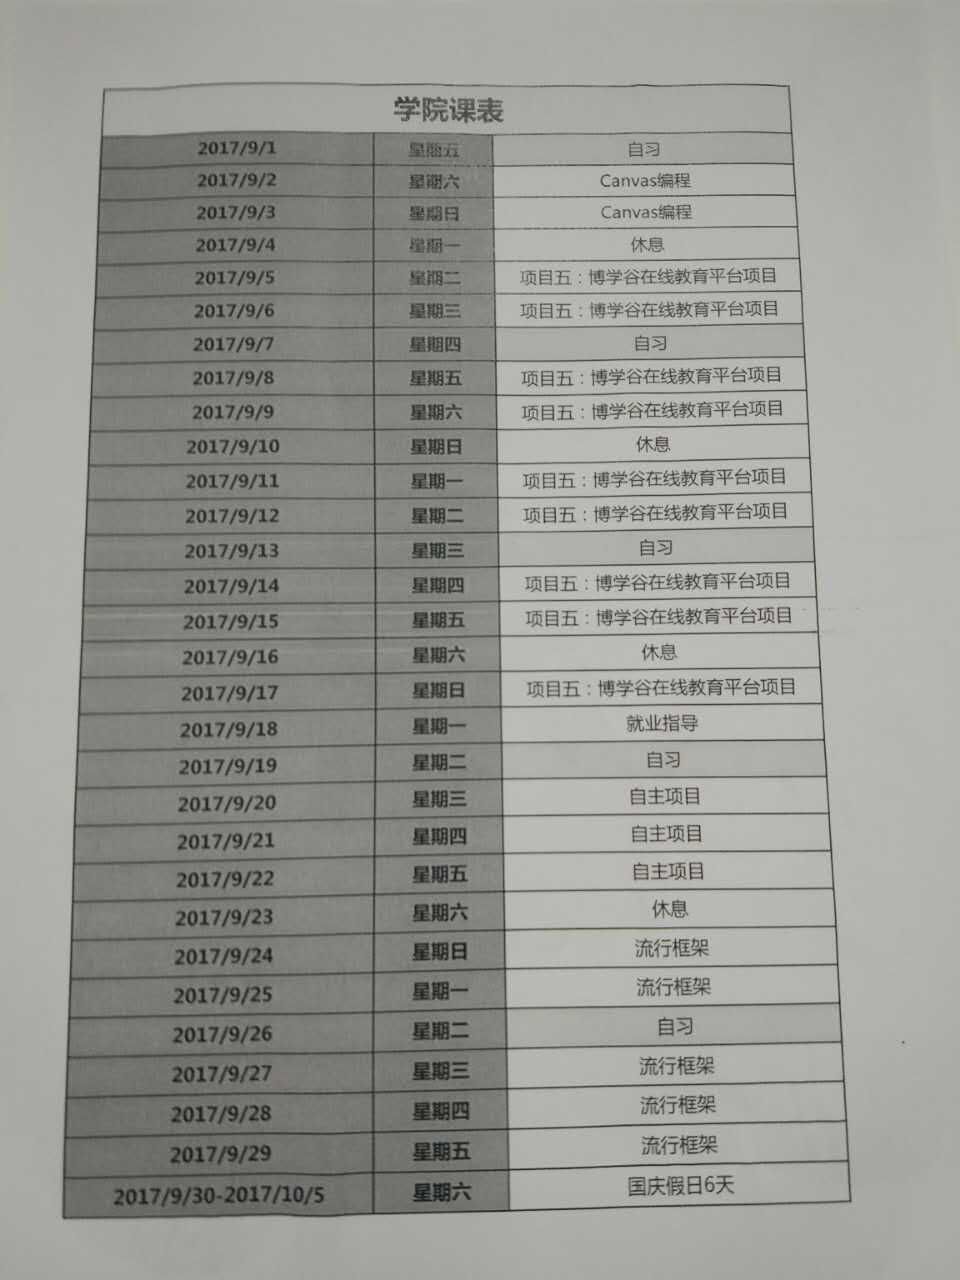 学院课表
2017/9/1 星期五 自习
2017/9/2 星期六 Canvas编程
2017/9/3 星期日 Canvas编程
2017/9/4 星期一 休息
2017/9/5 星期二 项目五：博学谷在线教育平台项目
2017/9/6 星期三 项目五：博学谷在线教育平台项目
2017/9/7 星期四 自习
2017/9/8 星期五 项目五：博学谷在线教育平台项目
2017/9/9 星期六 项目五：博学谷在线教育平台项目
2017/9/10 星期日 休息
2017/9/11 星期一 项目五：博学谷在线教育平台项目
2017/9/12 星期二 项目五：博学谷在线教育平台项目
2017/9/13 星期三 自习
2017/9/14 星期四 项目五：博学谷在线教育平台项目
2017/9/15 星期五 项目五：博学谷在线教育平台项目
2017/9/16 星期六 休息
2017/9/17 星期日 项目五：博学谷在线教育平台项目
2017/9/18 星期一 就业指导
2017/9/19 星期二 自习
2017/9/20 星期三 自主项目
2017/9/21 星期四 自主项目
2017/9/22 星期五 自主项目
2017/9/23 星期六 休息
2017/9/24 星期日 流行框架
2017/9/25 星期一 流行框架
2017/9/26 星期二 自习
2017/9/27 星期三 流行框架
2017/9/28 星期四 流行框架
2017/9/29 星期五 流行框架
2017/9/30-2017/10/5 星期六 国庆假日6天